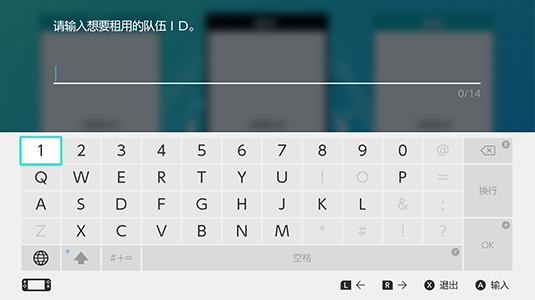 请输入想要租用的队伍ID。
0/14
1 2 3 4 5 6 7 8 9 0 @
Q W E R T Y U I O P =
换行
A S D F G H J K L & ;
Z X C V B N M * # ! ?
OK
#+= 空格
L ← R → X 退出 A 输入